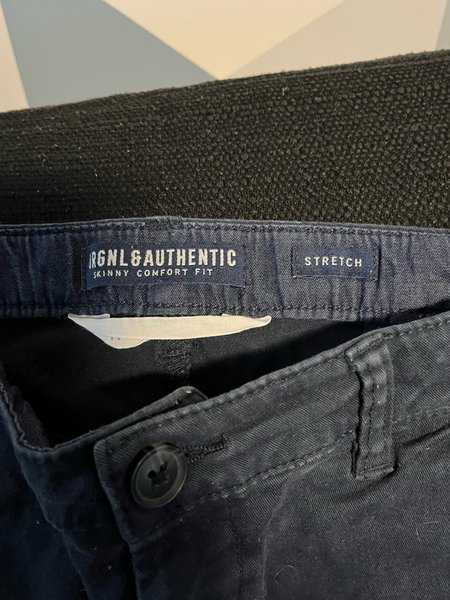 RGNL&AUTHENTIC
SKINNY COMFORT FIT
STRETCH